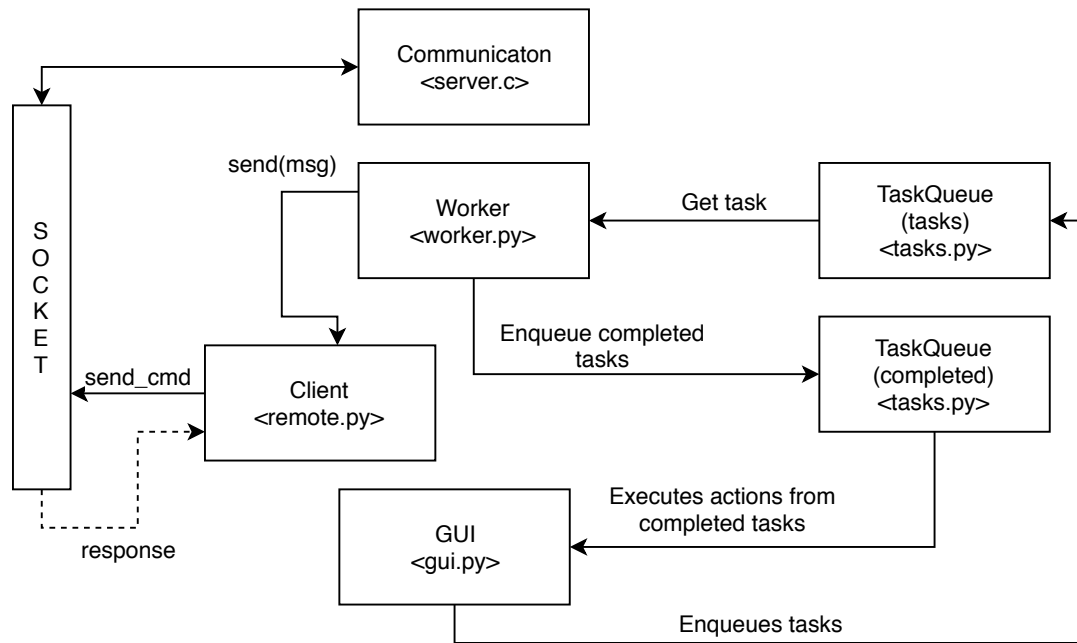 Communicaton
<server.c>
send(msg)
Worker
<worker.py>
Get task
TaskQueue
(tasks)
<tasks.py>
SOCKET
Enqueue completed
tasks
TaskQueue
(completed)
<tasks.py>
send_cmd
Client
<remote.py>
response
Executes actions from
completed tasks
GUI
<gui.py>
Enqueues tasks